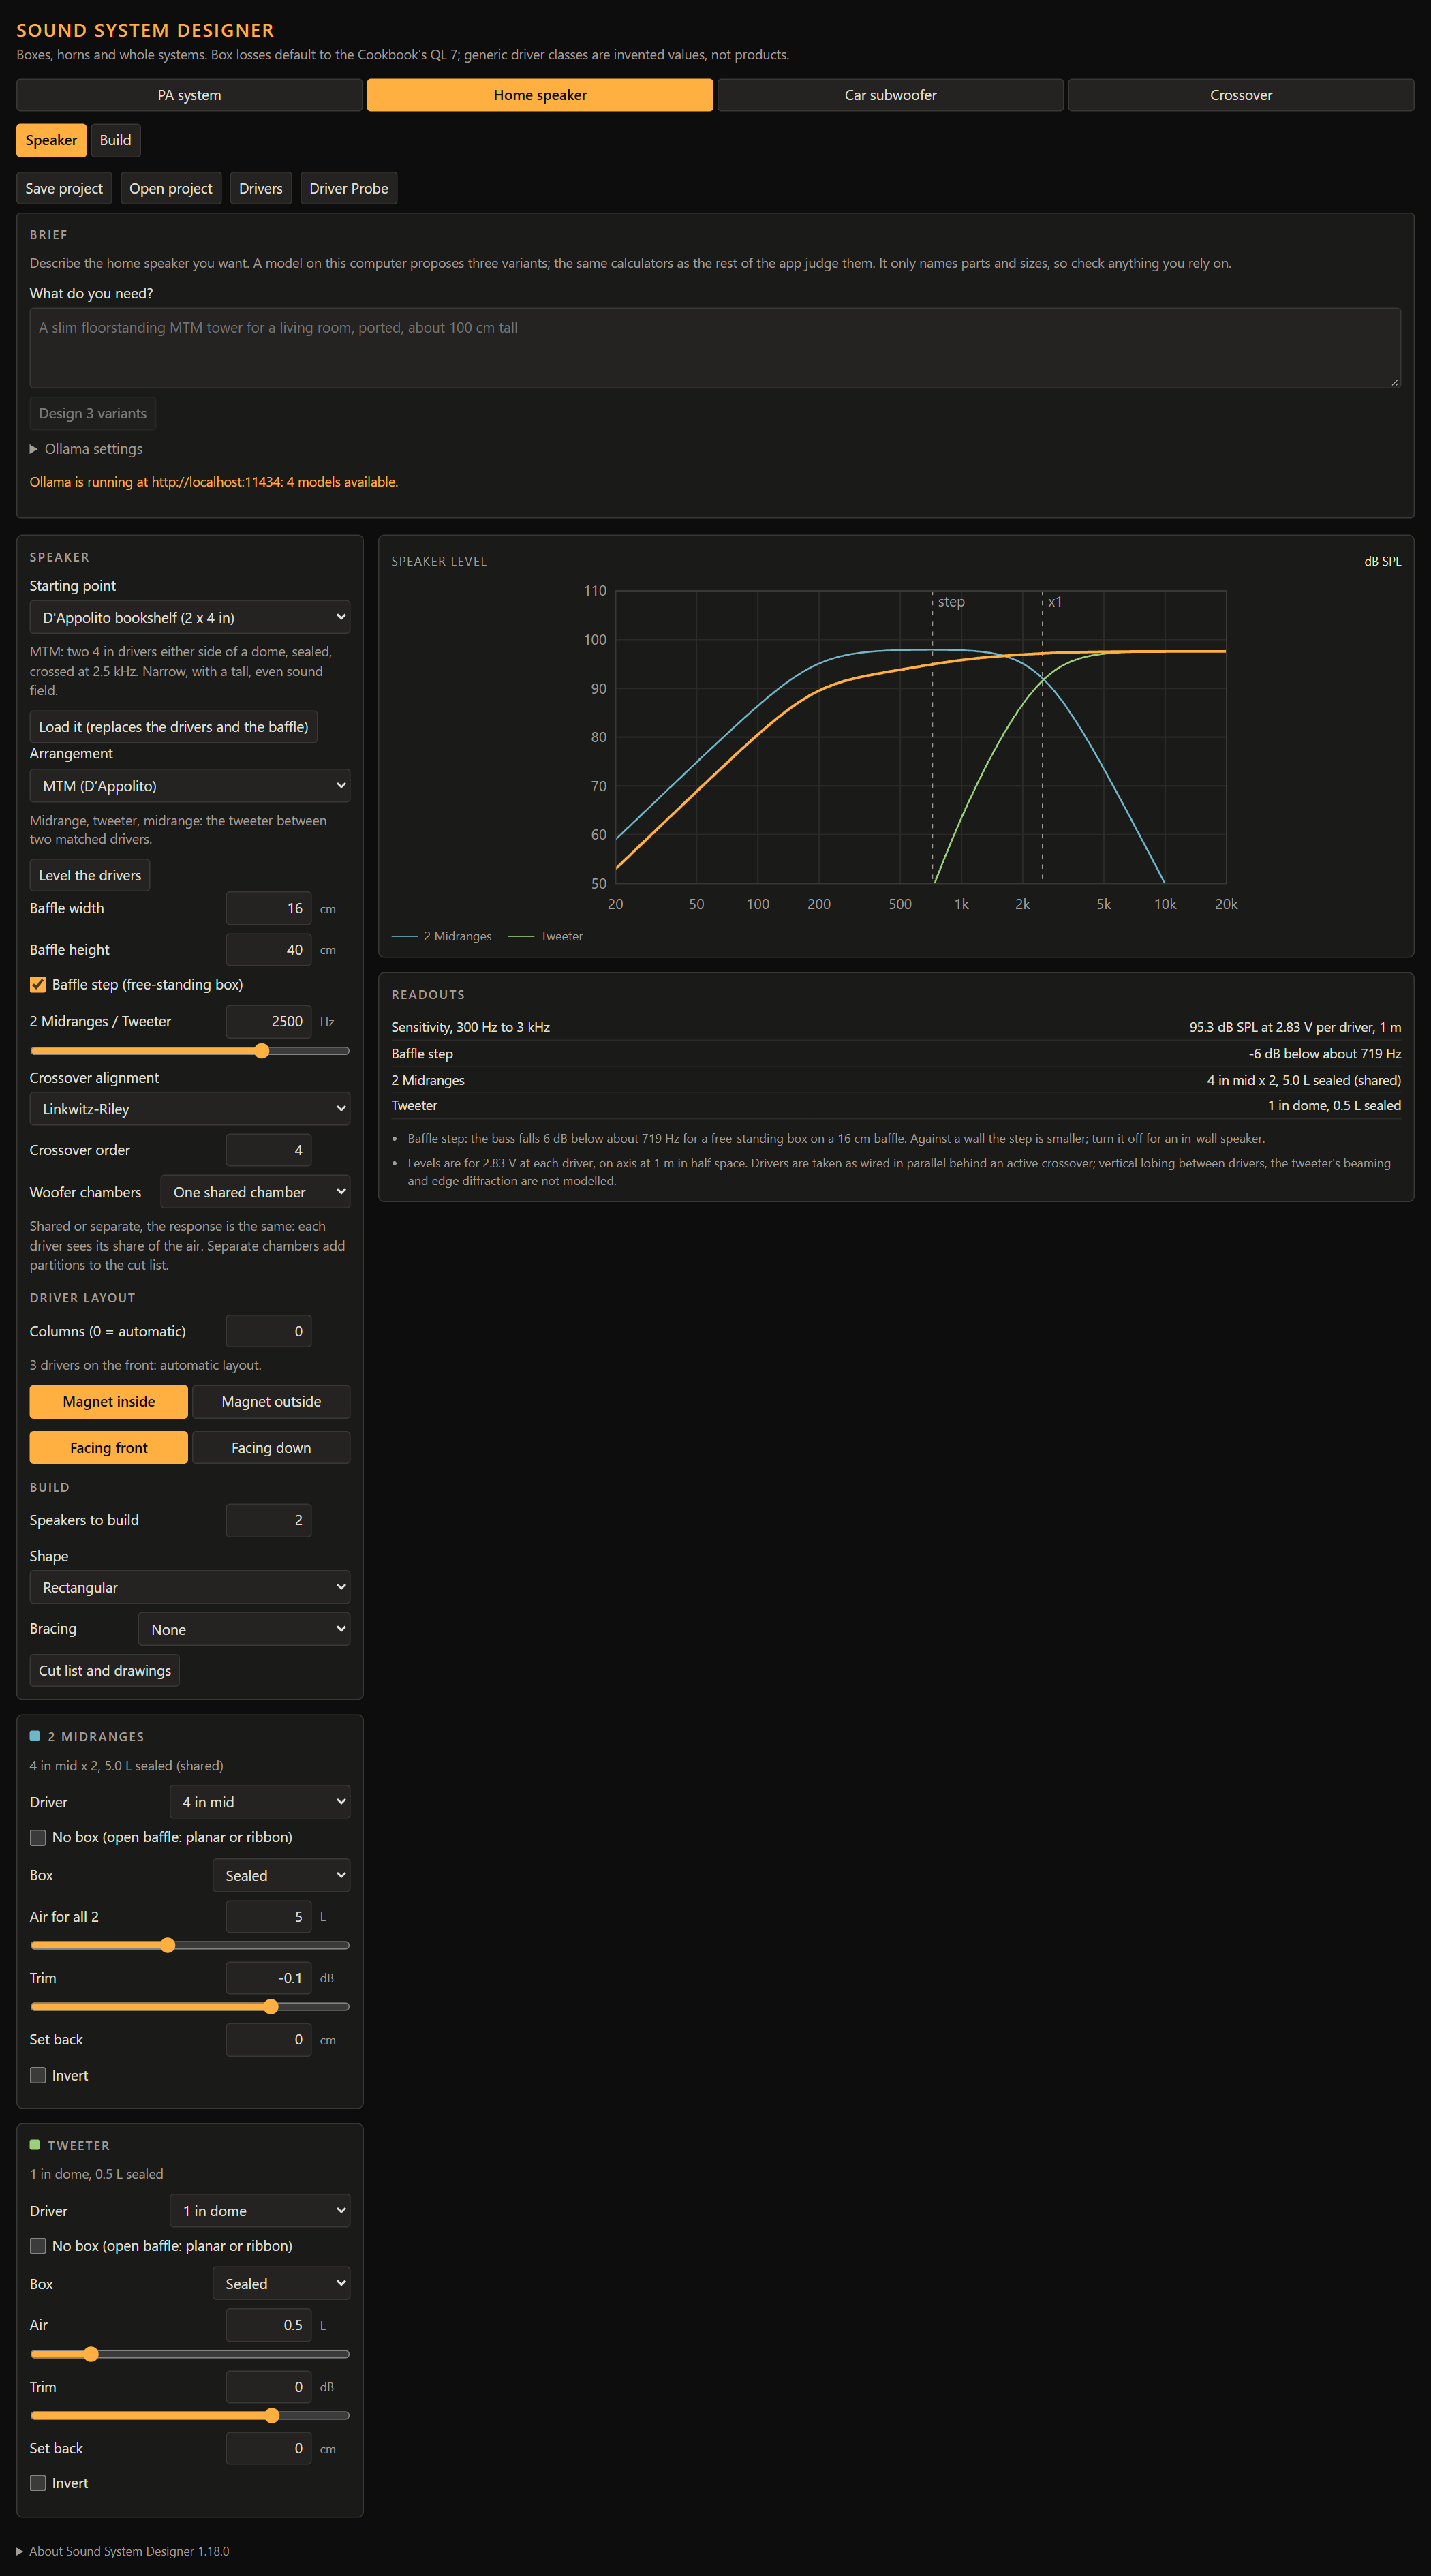 SOUND SYSTEM DESIGNER
Boxes, horns and whole systems. Box losses default to the Cookbook's QL 7; generic driver classes are invented values, not products.
PA system
Home speaker
Car subwoofer
Crossover
Speaker
Build
Save project
Open project
Drivers
Driver Probe
BRIEF
Describe the home speaker you want. A model on this computer proposes three variants; the same calculators as the rest of the app judge them. It only names parts and sizes, so check anything you rely on.
What do you need?
A slim floorstanding MTM tower for a living room, ported, about 100 cm tall
Design 3 variants
Ollama settings
Ollama is running at http://localhost:11434: 4 models available.
SPEAKER
Starting point
D'Appolito bookshelf (2 x 4 in)
MTM: two 4 in drivers either side of a dome, sealed,
crossed at 2.5 kHz. Narrow, with a tall, even sound
field.
Load it (replaces the drivers and the baffle)
Arrangement
MTM (D'Appolito)
Midrange, tweeter, midrange: the tweeter between
two matched drivers.
Level the drivers
Baffle width 16 cm
Baffle height 40 cm
Baffle step (free-standing box)
2 Midranges / Tweeter 2500 Hz
Crossover alignment
Linkwitz-Riley
Crossover order 4
Woofer chambers One shared chamber
Shared or separate, the response is the same: each
driver sees its share of the air. Separate chambers add
partitions to the cut list.
DRIVER LAYOUT
Columns (0 = automatic) 0
3 drivers on the front: automatic layout.
Magnet inside
Magnet outside
Facing front
Facing down
BUILD
Speakers to build 2
Shape
Rectangular
Bracing None
Cut list and drawings
2 MIDRANGES
4 in mid x 2, 5.0 L sealed (shared)
Driver 4 in mid
No box (open baffle: planar or ribbon)
Box Sealed
Air for all 2 5 L
Trim -0.1 dB
Set back 0 cm
Invert
TWEETER
1 in dome, 0.5 L sealed
Driver 1 in dome
No box (open baffle: planar or ribbon)
Box Sealed
Air 0.5 L
Trim 0 dB
Set back 0 cm
Invert
SPEAKER LEVEL
dB SPL
110
100
90
80
70
60
50
step
x1
20 50 100 200 500 1k 2k 5k 10k 20k
2 Midranges
Tweeter
READOUTS
Sensitivity, 300 Hz to 3 kHz 95.3 dB SPL at 2.83 V per driver, 1 m
Baffle step -6 dB below about 719 Hz
2 Midranges 4 in mid x 2, 5.0 L sealed (shared)
Tweeter 1 in dome, 0.5 L sealed
Baffle step: the bass falls 6 dB below about 719 Hz for a free-standing box on a 16 cm baffle. Against a wall the step is smaller; turn it off for an in-wall speaker.
Levels are for 2.83 V at each driver, on axis at 1 m in half space. Drivers are taken as wired in parallel behind an active crossover; vertical lobing between drivers, the tweeter's beaming
and edge diffraction are not modelled.
About Sound System Designer 1.18.0